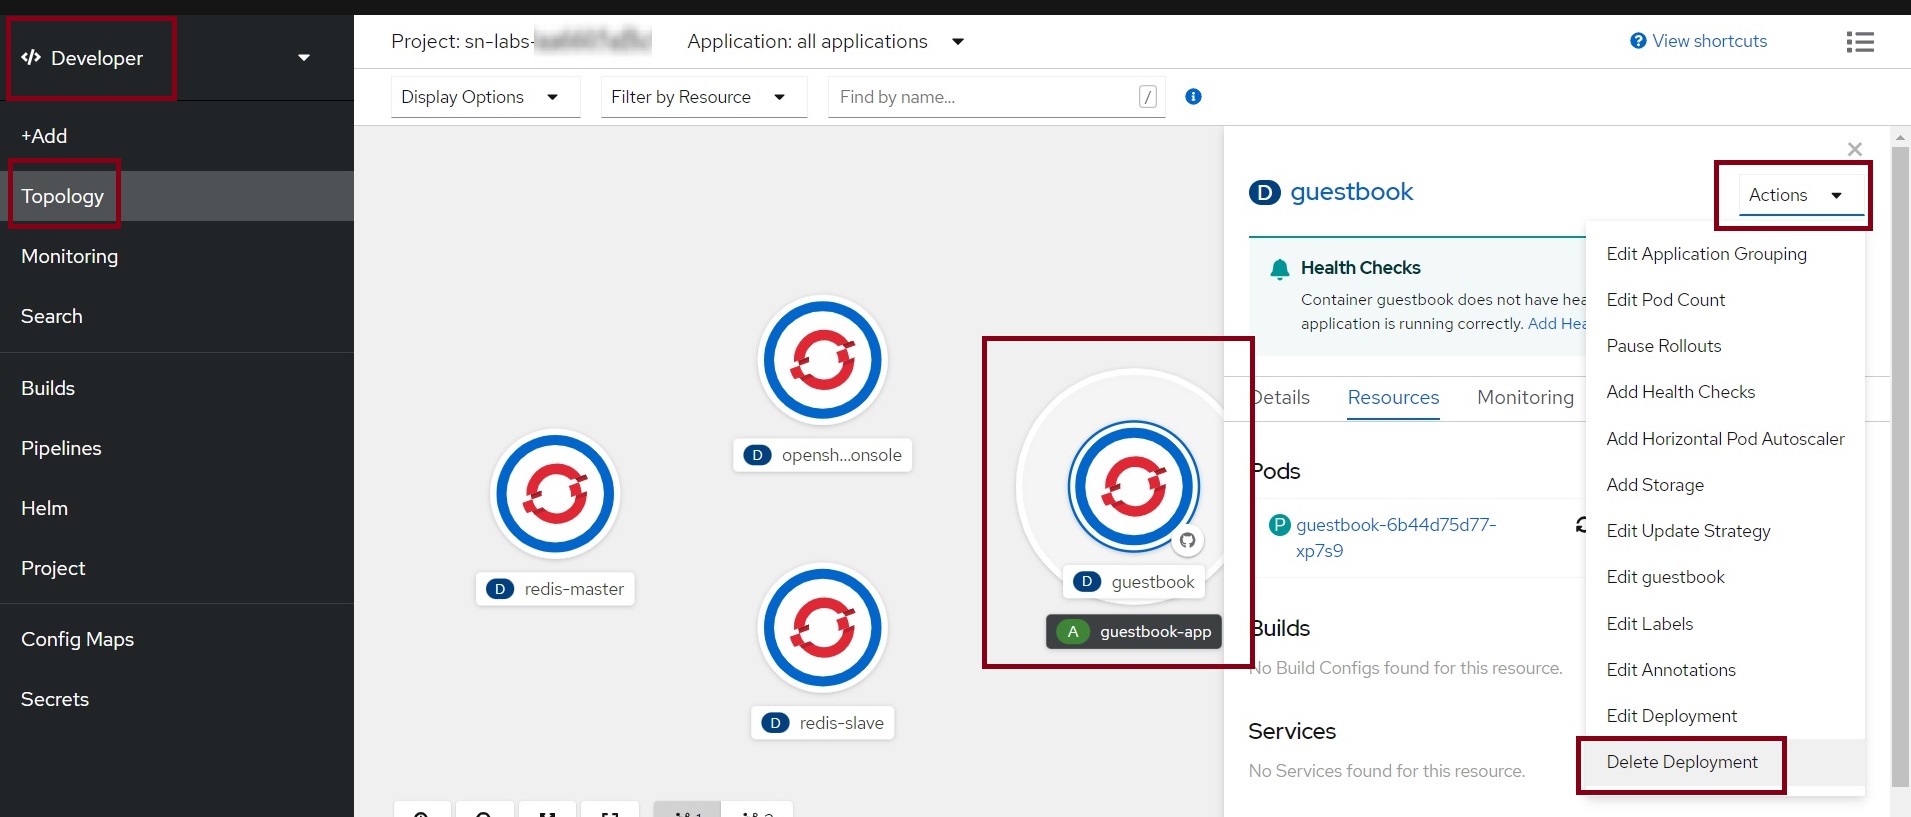 Developer
+Add
Topology
Monitoring
Search
Builds
Pipelines
Helm
Project
Config Maps
Secrets
Project: sn-labs-
Application: all applications
View shortcuts
Display Options
Filter by Resource
Find by name...
/
D redis-master
D opensh...onsole
D redis-slave
D guestbook
A guestbook-app
D guestbook
Actions
Health Checks
Container guestbook does not have hea
application is running correctly. Add Hea
Details
Resources
Monitoring
Pods
P guestbook-6b44d75d77-
xp7s9
Builds
No Build Configs found for this resource.
Services
No Services found for this resource.
Edit Application Grouping
Edit Pod Count
Pause Rollouts
Add Health Checks
Add Horizontal Pod Autoscaler
Add Storage
Edit Update Strategy
Edit guestbook
Edit Labels
Edit Annotations
Edit Deployment
Delete Deployment